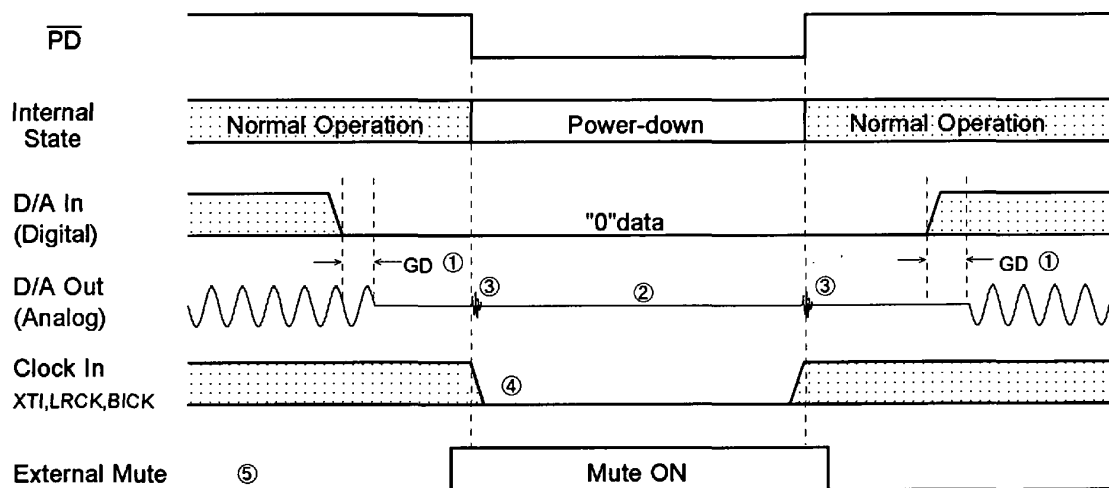 PD
Internal
State
Normal Operation
Power-down
Normal Operation
D/A In
(Digital)
"0"data
GD ①
GD ①
D/A Out
(Analog)
③
②
③
Clock In
XTI,LRCK,BICK
④
External Mute
⑤
Mute ON